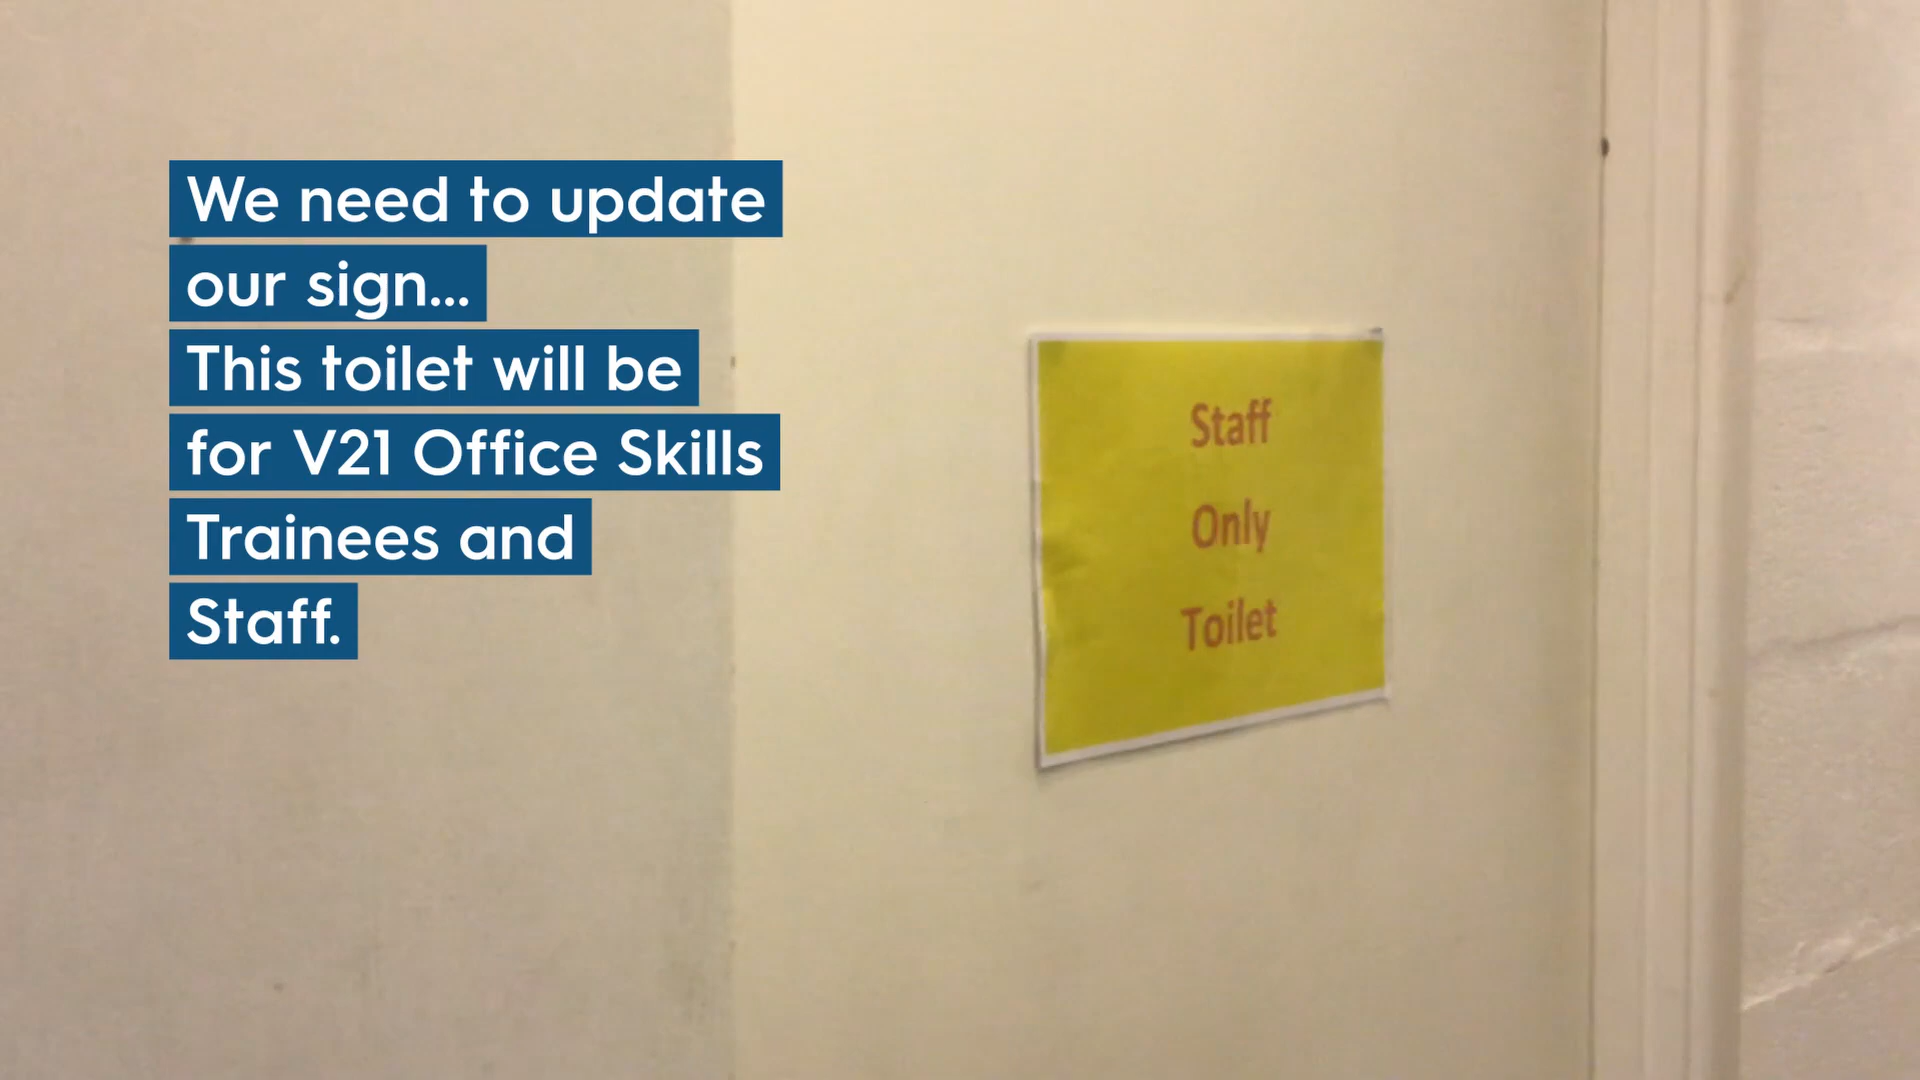 We need to update
our sign...
This toilet will be
for V21 Office Skills
Trainees and
Staff.
Staff
Only
Toilet